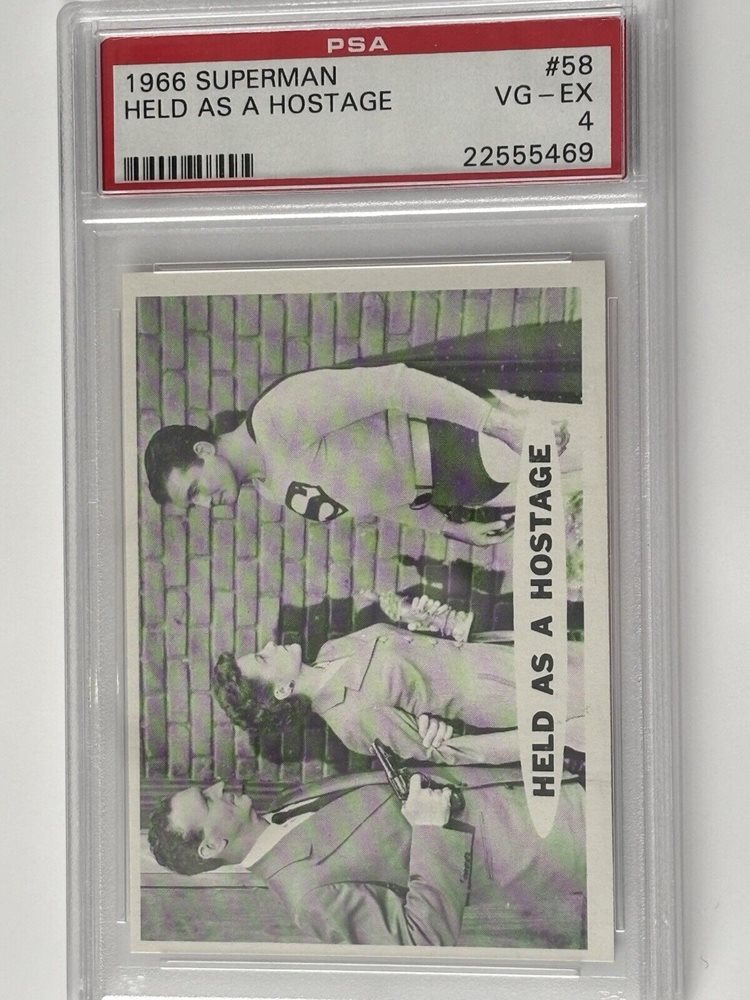 PSA
1966 SUPERMAN #58
HELD AS A HOSTAGE VG-EX
4
22555469
S
HELD AS A HOSTAGE